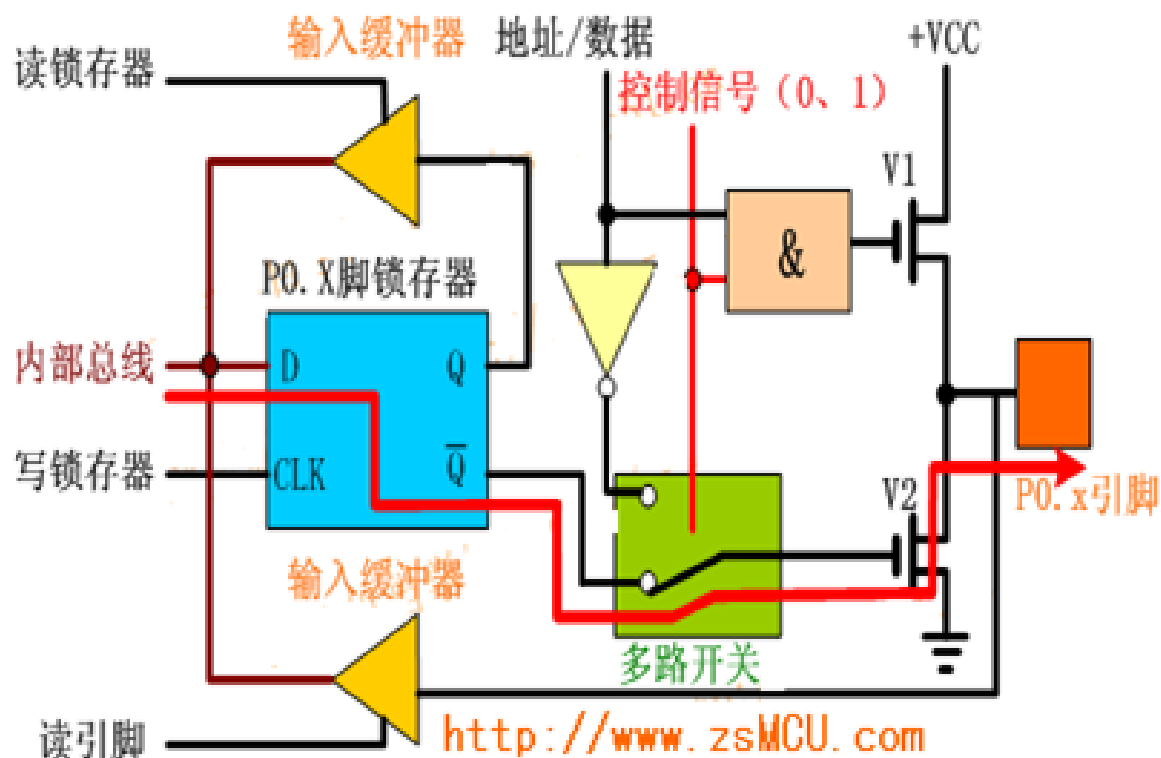 输入缓冲器
地址/数据
+VCC
读锁存器
控制信号（0、1）
V1
&
P0.X脚锁存器
内部总线
D
Q
写锁存器
CLK
Q̅
V2
P0.x引脚
输入缓冲器
多路开关
读引脚
http://www.zsMCU.com